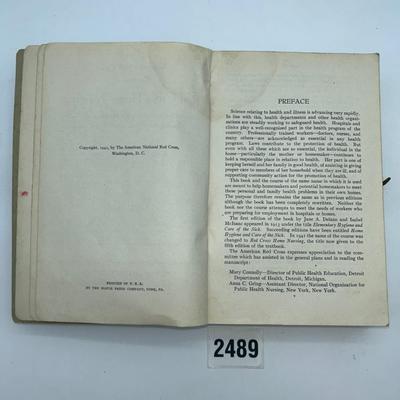 Copyright, 1942, by The American National Red Cross,
Washington, D. C.
PRINTED IN U. S. A.
BY THE MAPLE PRESS COMPANY, YORK, PA.
PREFACE
Science relating to health and illness is advancing very rapidly.
In line with this, health departments and other health organi-
zations are steadily working to safeguard health. Hospitals and
clinics play a well-recognized part in the health program of the
country. Professionally trained workers—doctors, nurses, and
many others—are acknowledged as essential in any health
program. Laws contribute to the protection of health. But
even with all these which are so essential, the individual in the
home—particularly the mother or homemaker—continues to
hold a responsible place in relation to health. Her part is one of
keeping herself and her family in good health, of assisting in giving
proper care to members of her household when they are ill, and of
supporting community action for the protection of health.
This book and the course of the same name in which it is used
are meant to help homemakers and potential homemakers to meet
these personal and family health problems in their own homes.
The purpose therefore remains the same as in previous editions
although the book has been completely rewritten. Neither the
book nor the course attempts to meet the needs of workers who
are preparing for employment in hospitals or homes.
The first edition of the book by Jane A. Delano and Isabel
McIsaac appeared in 1913 under the title Elementary Hygiene and
Care of the Sick. Succeeding editions have been entitled Home
Hygiene and Care of the Sick. In 1941 the name of the course was
changed to Red Cross Home Nursing, the title now given to the
fifth edition of the textbook.
The American Red Cross expresses appreciation to the
committee which has assisted in the general plans and in reading the
manuscript:
Mary Connolly—Director of Public Health Education, Detroit
Department of Health, Detroit, Michigan.
Anna C. Gring—Assistant Director, National Organization for
Public Health Nursing, New York, New York.
2489